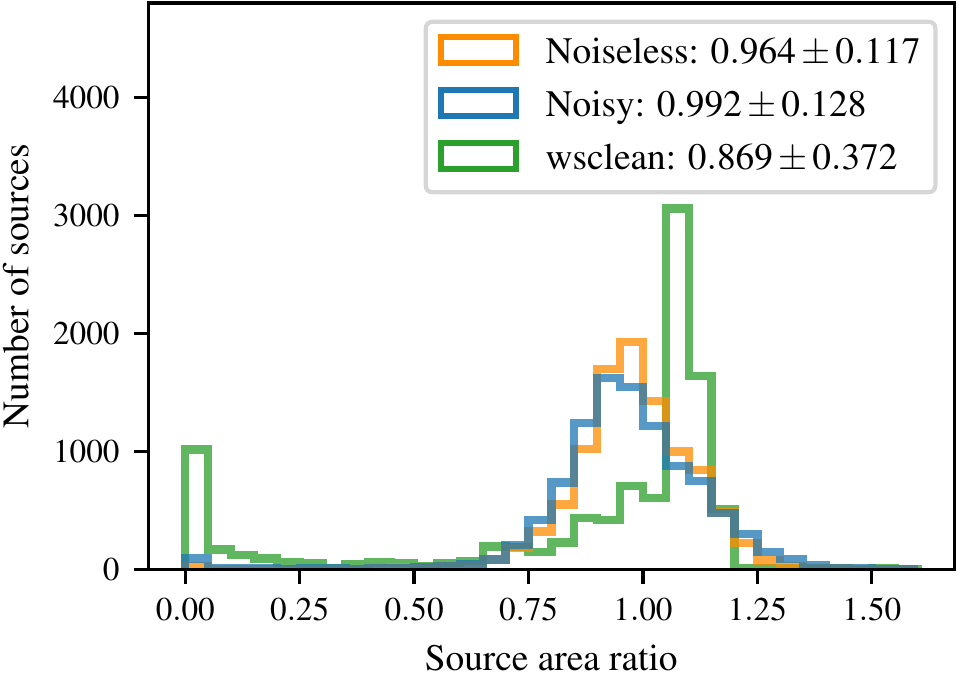 Noiseless: 0.964 ± 0.117
Noisy: 0.992 ± 0.128
wsclean: 0.869 ± 0.372
Number of sources
4000
3000
2000
1000
0
0.00 0.25 0.50 0.75 1.00 1.25 1.50
Source area ratio